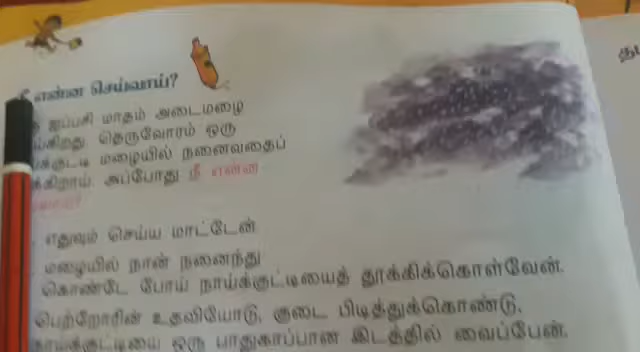 நீ என்ன செய்வாய்?
ஐப்பசி மாதம் அடைமழை
தெருவோரம் ஒரு
மழையில் நனைவதைப்
அப்போது நீ என்ன
எதுவும் செய்ய மாட்டேன்
மழையில் நான் நனைந்து
கொண்டே போய் நாய்க்குட்டியைத் தூக்கிக்கொள்வேன்.
பெற்றோரின் உதவியோடு, குடை பிடித்துக்கொண்டு,
நாய்க்குட்டியை ஒரு பாதுகாப்பான இடத்தில் வைப்பேன்.